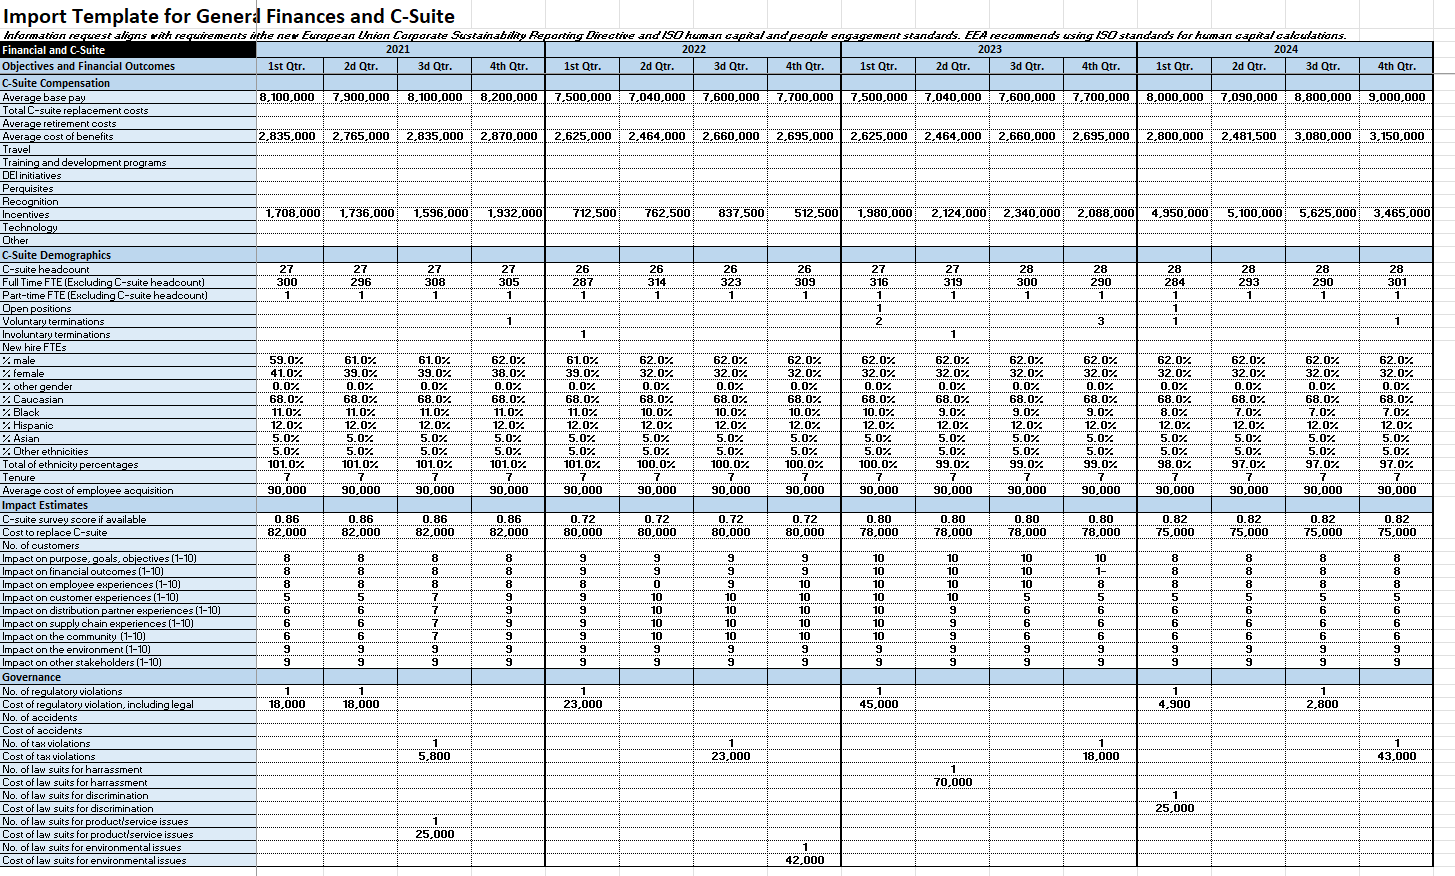 Import Template for Generl Finances and C-Suite
Information request aligns with requirements in the new European Union Corporate Sustainability Reporting Directive and ISO human capital and people engagement standards. EEA recommends using ISO standards for human capital calculations.
Financial and C-Suite 2021 2022 2023 2024
Objectives and Financial Outcomes 1st Qtr. 2d Qtr. 3d Qtr. 4th Qtr. 1st Qtr. 2d Qtr. 3d Qtr. 4th Qtr. 1st Qtr. 2d Qtr. 3d Qtr. 4th Qtr. 1st Qtr. 2d Qtr. 3d Qtr. 4th Qtr.
C-Suite Compensation
Average base pay 8,100,000 7,900,000 8,100,000 8,200,000 7,500,000 7,040,000 7,600,000 7,700,000 7,500,000 7,040,000 7,600,000 7,700,000 8,000,000 7,090,000 8,800,000 9,000,000
Total C-suite replacement costs
Average retirement costs
Average cost of benefits 2,835,000 2,765,000 2,835,000 2,870,000 2,625,000 2,464,000 2,660,000 2,695,000 2,625,000 2,464,000 2,660,000 2,695,000 2,800,000 2,481,500 3,080,000 3,150,000
Travel
Training and development programs
DEI initiatives
Perquisites
Recognition
Incentives 1,708,000 1,736,000 1,596,000 1,932,000 712,500 762,500 837,500 512,500 1,980,000 2,124,000 2,340,000 2,088,000 4,950,000 5,100,000 5,625,000 3,465,000
Technology
Other
C-Suite Demographics
C-suite headcount 27 27 27 27 26 26 26 26 27 27 28 28 28 28 28 28
Full Time FTE (Excluding C-suite headcount) 300 296 308 305 287 314 323 309 316 319 300 290 284 293 290 301
Part-time FTE (Excluding C-suite headcount) 1 1 1 1 1 1 1 1 1 1 1 1 1 1 1 1
Open positions 1 1
Voluntary terminations 1 2 3 1 1
Involuntary terminations 1 1
New hire FTEs
% male 59.0% 61.0% 61.0% 62.0% 61.0% 62.0% 62.0% 62.0% 62.0% 62.0% 62.0% 62.0% 62.0% 62.0% 62.0% 62.0%
% female 41.0% 39.0% 39.0% 38.0% 39.0% 32.0% 32.0% 32.0% 32.0% 32.0% 32.0% 32.0% 32.0% 32.0% 32.0% 32.0%
% other gender 0.0% 0.0% 0.0% 0.0% 0.0% 0.0% 0.0% 0.0% 0.0% 0.0% 0.0% 0.0% 0.0% 0.0% 0.0% 0.0%
% Caucasian 68.0% 68.0% 68.0% 68.0% 68.0% 68.0% 68.0% 68.0% 68.0% 68.0% 68.0% 68.0% 68.0% 68.0% 68.0% 68.0%
% Black 11.0% 11.0% 11.0% 11.0% 11.0% 10.0% 10.0% 10.0% 10.0% 9.0% 9.0% 9.0% 8.0% 7.0% 7.0% 7.0%
% Hispanic 12.0% 12.0% 12.0% 12.0% 12.0% 12.0% 12.0% 12.0% 12.0% 12.0% 12.0% 12.0% 12.0% 12.0% 12.0% 12.0%
% Asian 5.0% 5.0% 5.0% 5.0% 5.0% 5.0% 5.0% 5.0% 5.0% 5.0% 5.0% 5.0% 5.0% 5.0% 5.0% 5.0%
% Other ethnicities 5.0% 5.0% 5.0% 5.0% 5.0% 5.0% 5.0% 5.0% 5.0% 5.0% 5.0% 5.0% 5.0% 5.0% 5.0% 5.0%
Total of ethnicity percentages 101.0% 101.0% 101.0% 101.0% 101.0% 100.0% 100.0% 100.0% 100.0% 99.0% 99.0% 99.0% 98.0% 97.0% 97.0% 97.0%
Tenure 7 7 7 7 7 7 7 7 7 7 7 7 7 7 7 7
Average cost of employee acquisition 90,000 90,000 90,000 90,000 90,000 90,000 90,000 90,000 90,000 90,000 90,000 90,000 90,000 90,000 90,000 90,000
Impact Estimates
C-suite survey score if available 0.86 0.86 0.86 0.86 0.72 0.72 0.72 0.72 0.80 0.80 0.80 0.80 0.82 0.82 0.82 0.82
Cost to replace C-suite 82,000 82,000 82,000 82,000 80,000 80,000 80,000 80,000 78,000 78,000 78,000 78,000 75,000 75,000 75,000 75,000
No. of customers
Impact on purpose, goals, objectives (1-10) 8 8 8 8 9 9 9 9 10 10 10 10 8 8 8 8
Impact on financial outcomes (1-10) 8 8 8 8 9 9 9 9 10 10 10 1- 8 8 8 8
Impact on employee experiences (1-10) 8 8 8 8 8 0 9 10 10 10 10 8 8 8 8 8
Impact on customer experiences (1-10) 5 5 7 9 9 10 10 10 10 10 5 5 5 5 5 5
Impact on distribution partner experiences (1-10) 6 6 7 9 9 10 10 10 10 9 6 6 6 6 6 6
Impact on supply chain experiences (1-10) 6 6 7 9 9 10 10 10 10 9 6 6 6 6 6 6
Impact on the community (1-10) 6 6 7 9 9 10 10 10 10 9 6 6 6 6 6 6
Impact on the environment (1-10) 9 9 9 9 9 9 9 9 9 9 9 9 9 9 9 9
Impact on other stakeholders (1-10) 9 9 9 9 9 9 9 9 9 9 9 9 9 9 9 9
Governance
No. of regulatory violations 1 1 1 1 1 1
Cost of regulatory violation, including legal 18,000 18,000 23,000 45,000 4,900 2,800
No. of accidents
Cost of accidents
No. of tax violations 1 1 1 1
Cost of tax violations 5,800 23,000 18,000 43,000
No. of law suits for harrassment 1
Cost of law suits for harrassment 70,000
No. of law suits for discrimination 1
Cost of law suits for discrimination 25,000
No. of law suits for product/service issues 1
Cost of law suits for product/service issues 25,000
No. of law suits for environmental issues 1
Cost of law suits for environmental issues 42,000